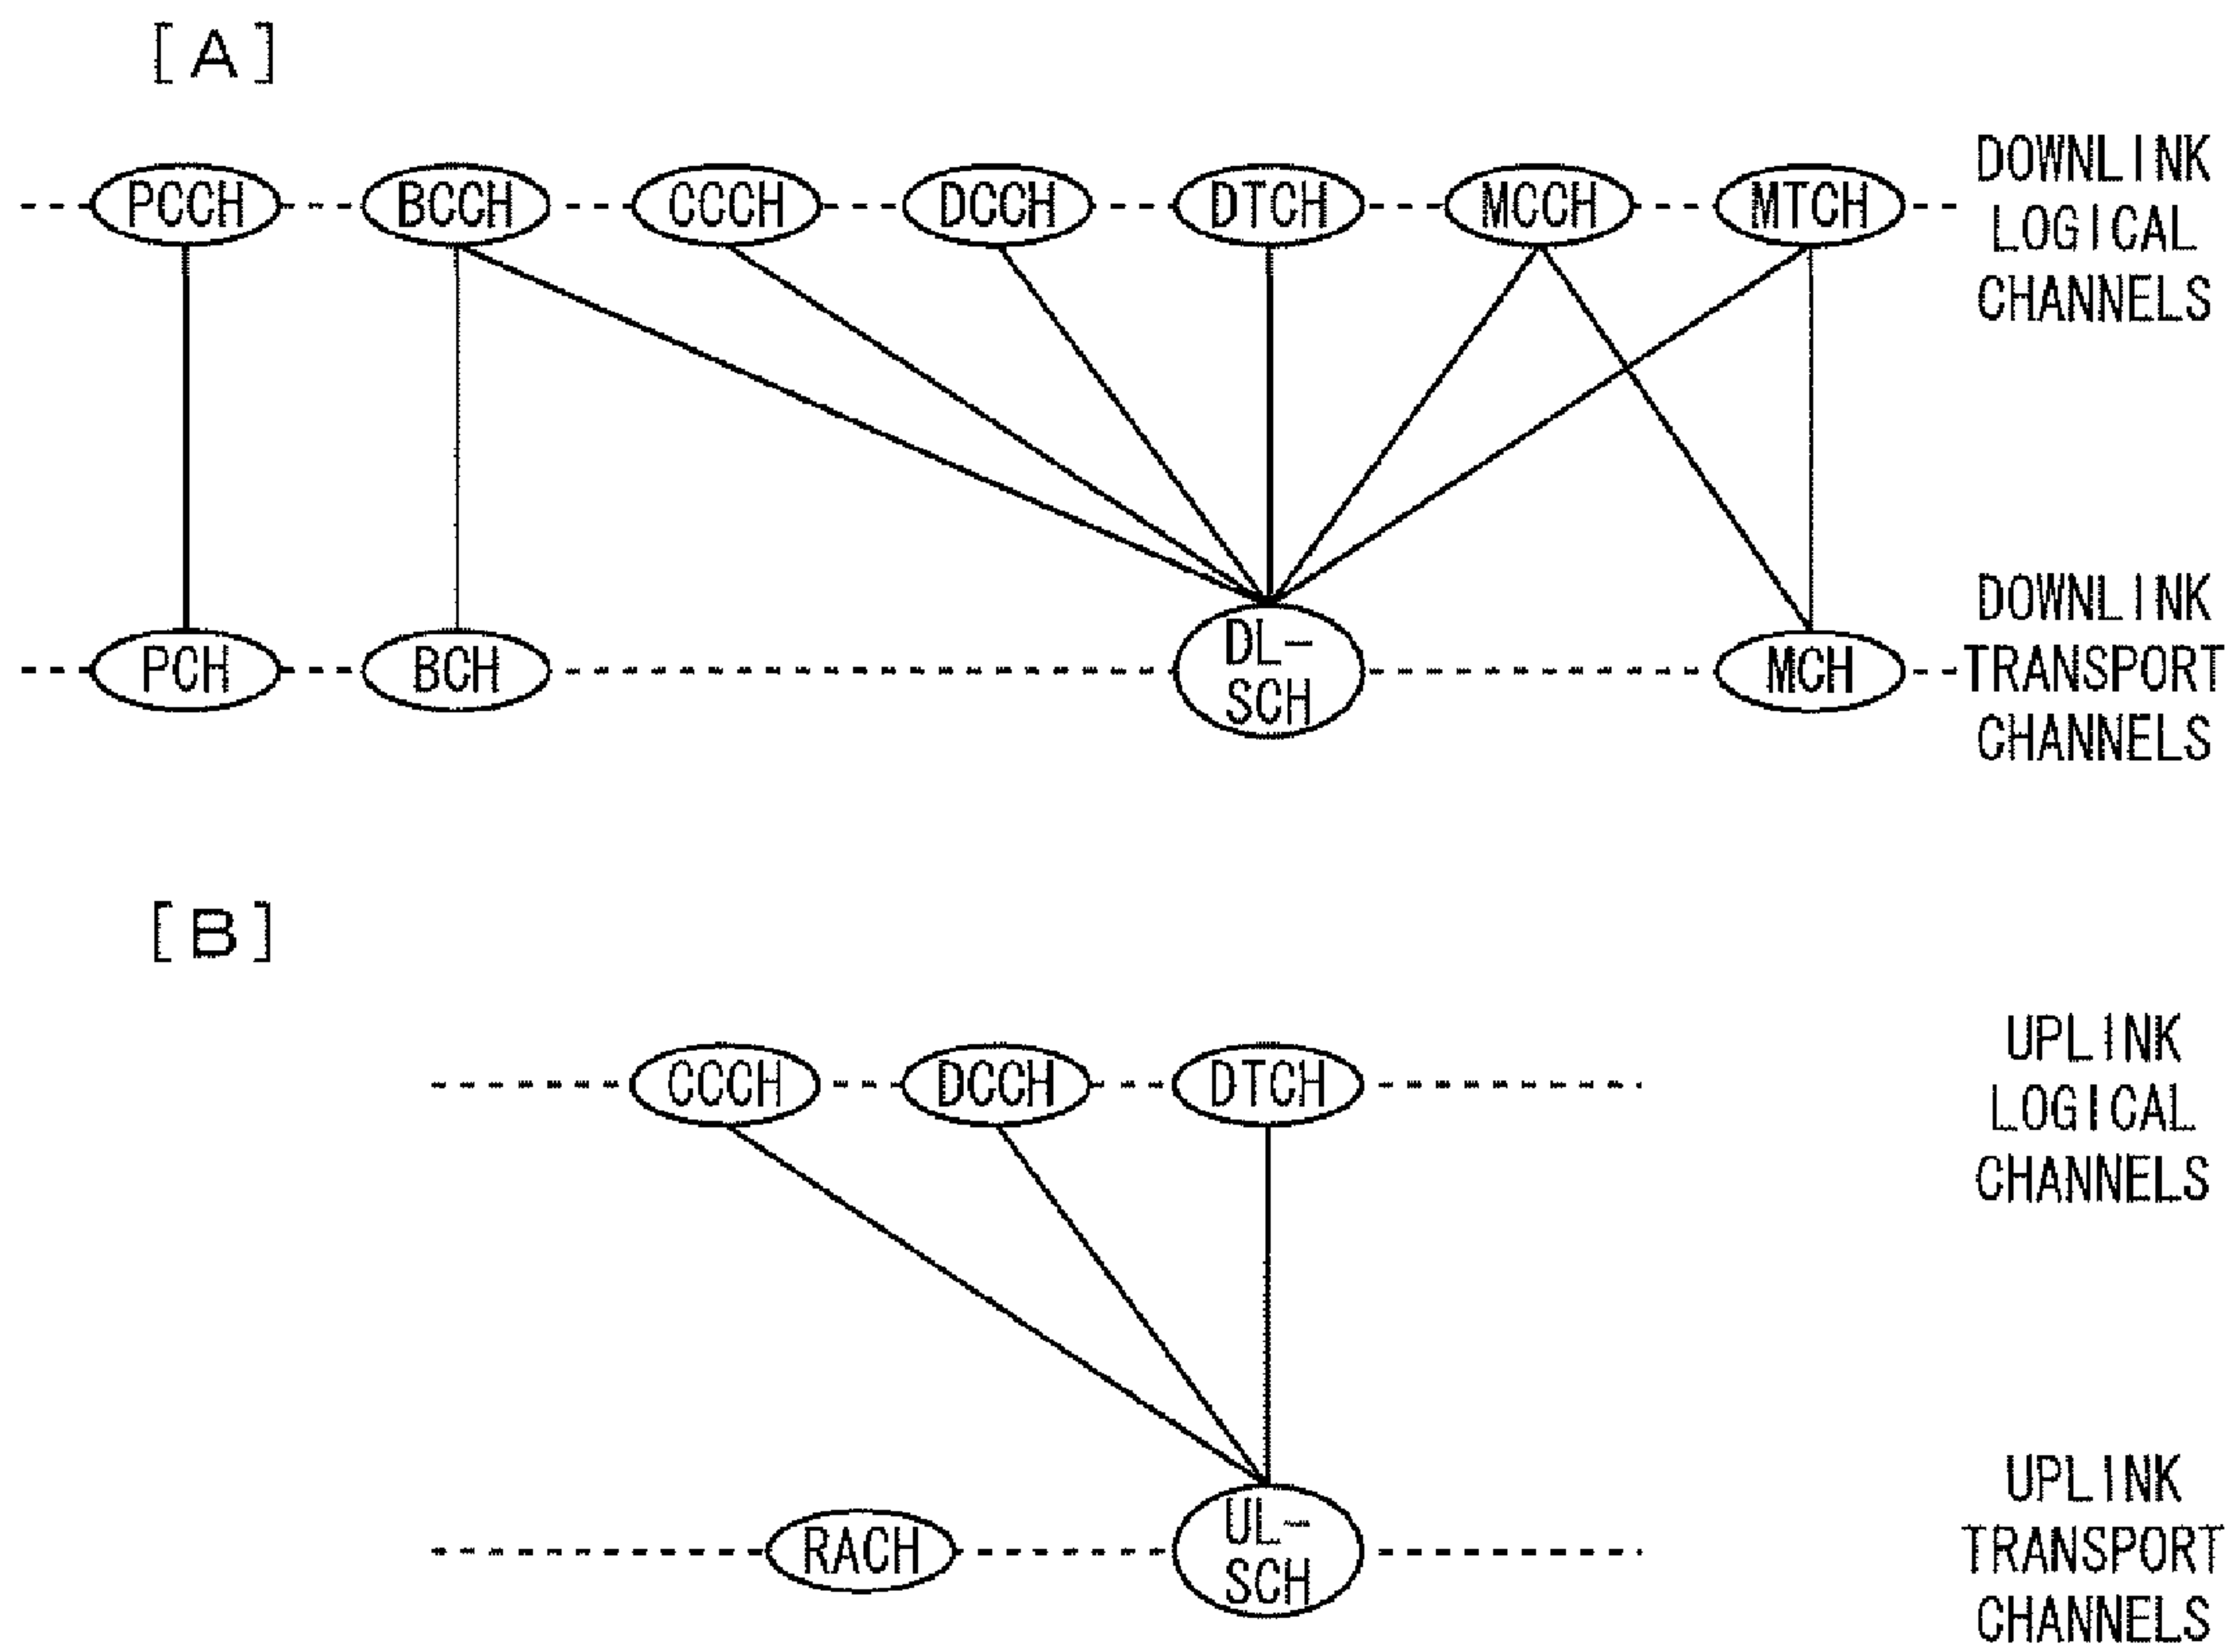 [A]
PCCH BCCH CCCH DCCH DTCH MCCH MTCH
DOWNLINK
LOGICAL
CHANNELS
PCH BCH
DL-
SCH
MCH
DOWNLINK
TRANSPORT
CHANNELS
[B]
CCCH DCCH DTCH
UPLINK
LOGICAL
CHANNELS
RACH
UL-
SCH
UPLINK
TRANSPORT
CHANNELS